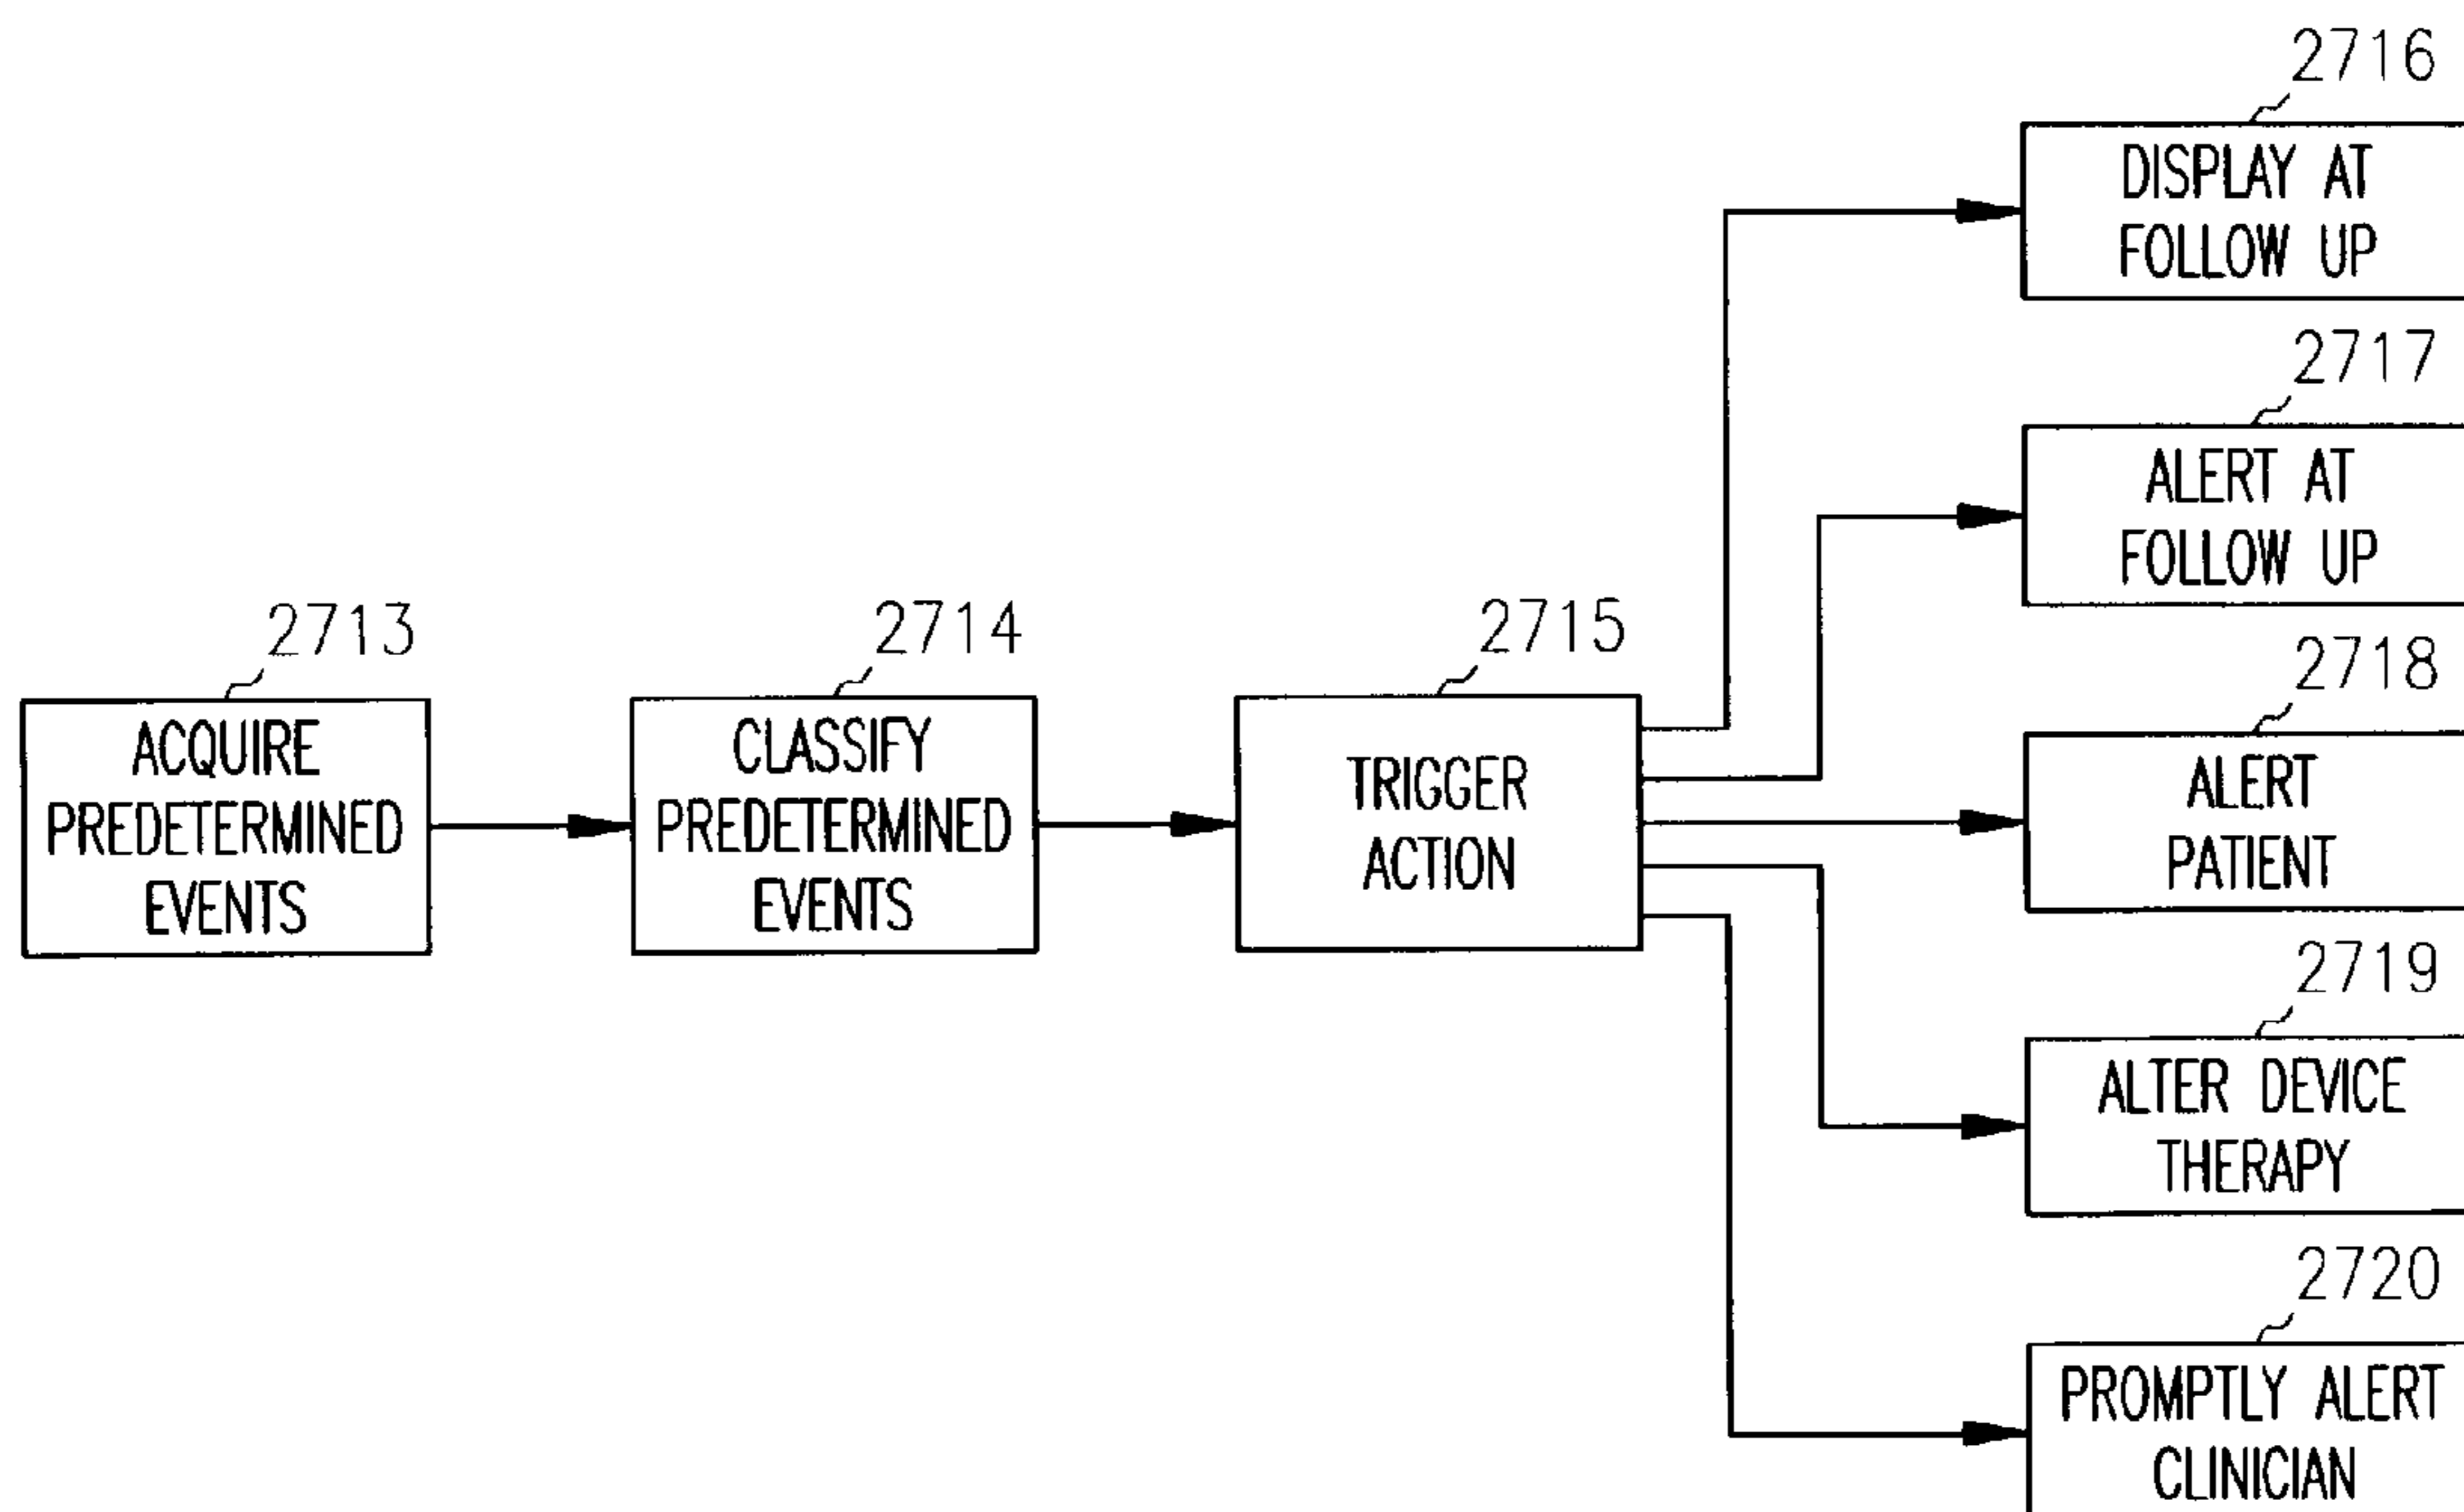 2713
ACQUIRE
PREDETERMINED
EVENTS
2714
CLASSIFY
PREDETERMINED
EVENTS
2715
TRIGGER
ACTION
2716
DISPLAY AT
FOLLOW UP
2717
ALERT AT
FOLLOW UP
2718
ALERT
PATIENT
2719
ALTER DEVICE
THERAPY
2720
PROMPTLY ALERT
CLINICIAN